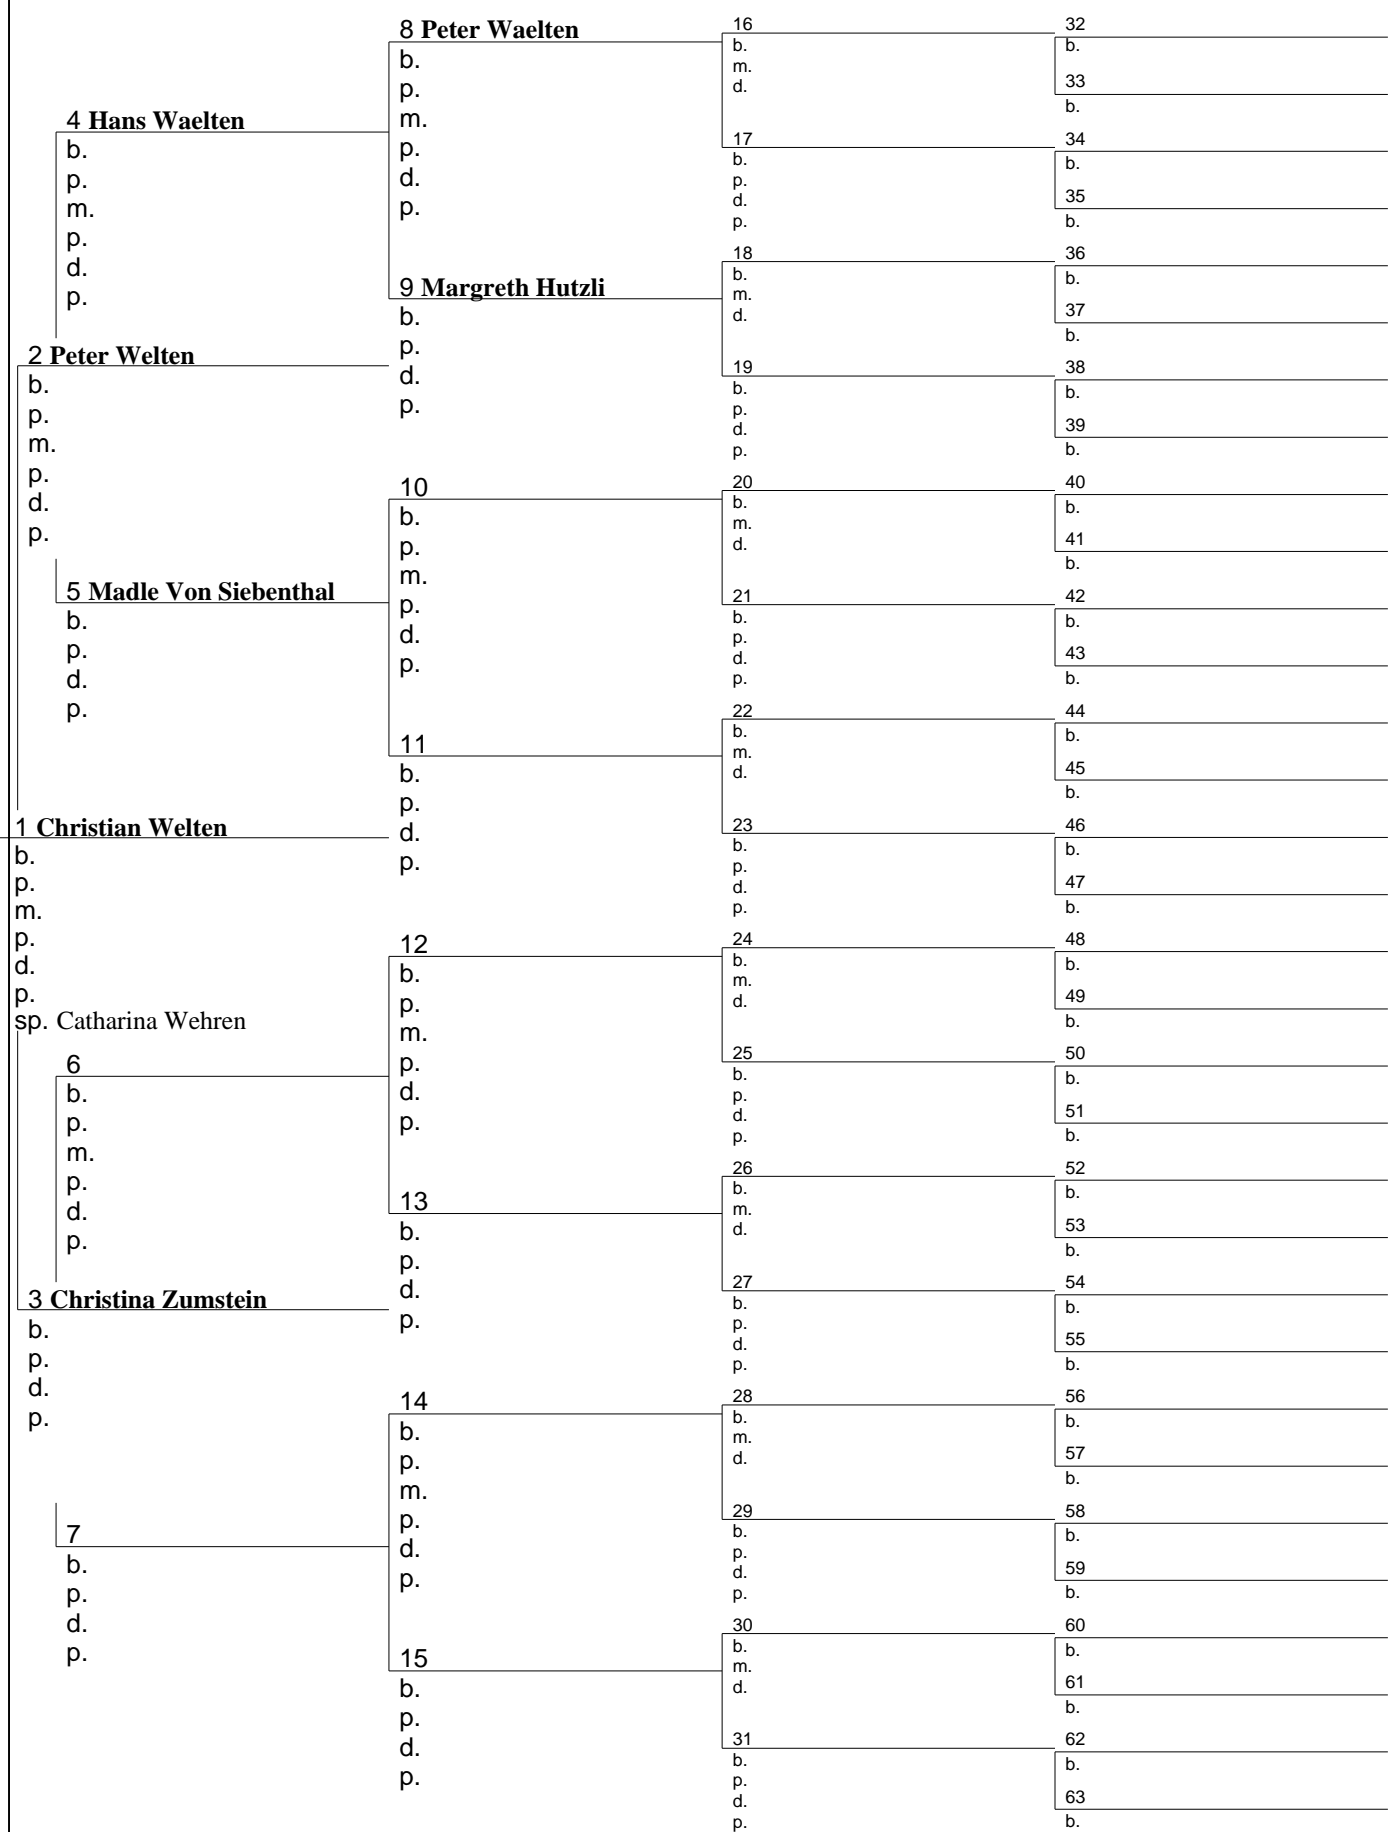 8 Peter Waelten
b.
p.
m.
p.
d.
p.
4 Hans Waelten
b.
p.
m.
p.
d.
p.
9 Margreth Hutzli
b.
p.
d.
p.
2 Peter Welten
b.
p.
m.
p.
d.
p.
10
b.
p.
m.
p.
d.
p.
5 Madle Von Siebenthal
b.
p.
d.
p.
11
b.
p.
d.
p.
1 Christian Welten
b.
p.
m.
p.
d.
p.
sp. Catharina Wehren
12
b.
p.
m.
p.
d.
p.
6
b.
p.
m.
p.
d.
p.
13
b.
p.
d.
p.
3 Christina Zumstein
b.
p.
d.
p.
14
b.
p.
m.
p.
d.
p.
7
b.
p.
d.
p.
15
b.
p.
d.
p.
16
b.
m.
d.
17
b.
p.
d.
p.
18
b.
m.
d.
19
b.
p.
d.
p.
20
b.
m.
d.
21
b.
p.
d.
p.
22
b.
m.
d.
23
b.
p.
d.
p.
24
b.
m.
d.
25
b.
p.
d.
p.
26
b.
m.
d.
27
b.
p.
d.
p.
28
b.
m.
d.
29
b.
p.
d.
p.
30
b.
m.
d.
31
b.
p.
d.
p.
32
b.
33
b.
34
b.
35
b.
36
b.
37
b.
38
b.
39
b.
40
b.
41
b.
42
b.
43
b.
44
b.
45
b.
46
b.
47
b.
48
b.
49
b.
50
b.
51
b.
52
b.
53
b.
54
b.
55
b.
56
b.
57
b.
58
b.
59
b.
60
b.
61
b.
62
b.
63
b.